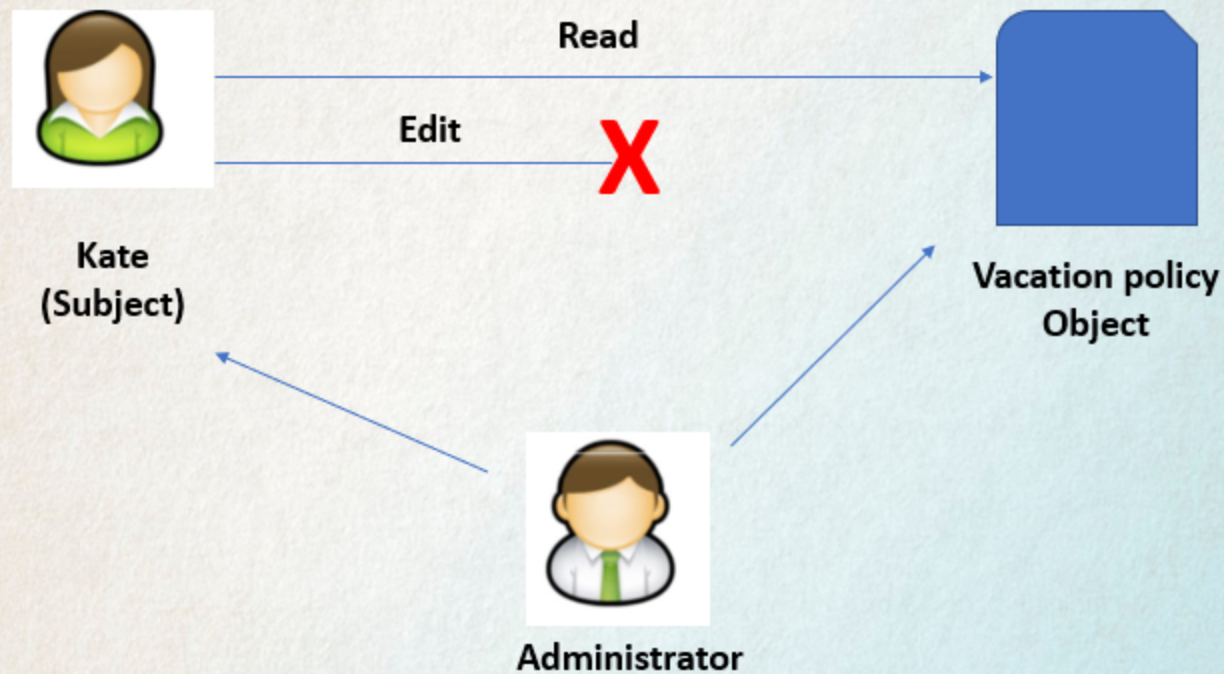 Read
Edit
X
Kate
(Subject)
Vacation policy
Object
Administrator